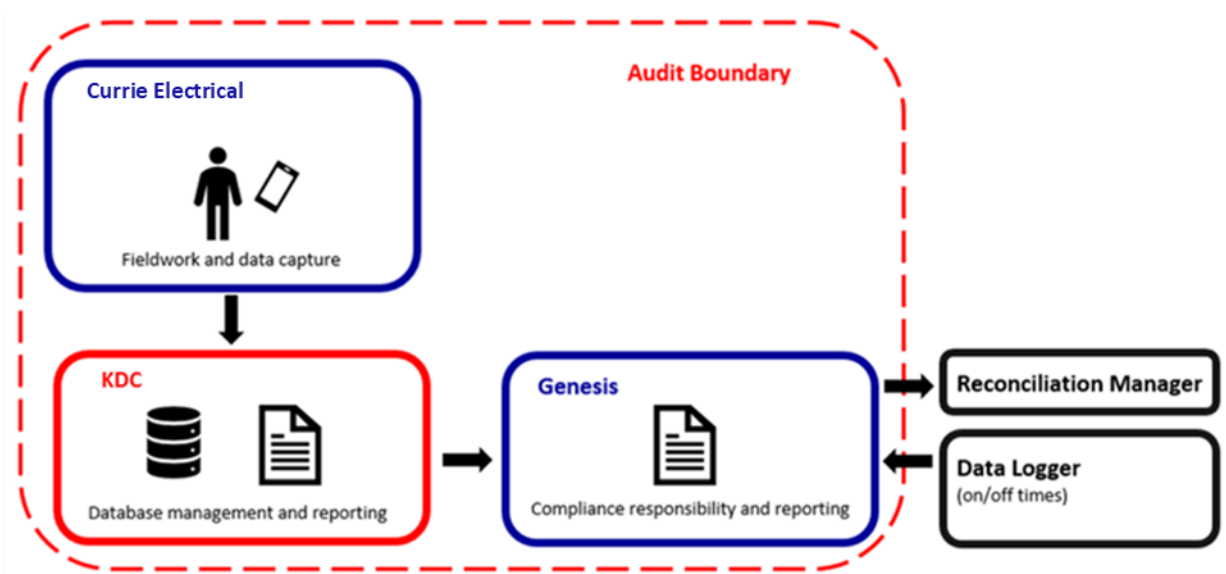 Audit Boundary
Currie Electrical
Fieldwork and data capture
KDC
Database management and reporting
Genesis
Compliance responsibility and reporting
Reconciliation Manager
Data Logger
(on/off times)